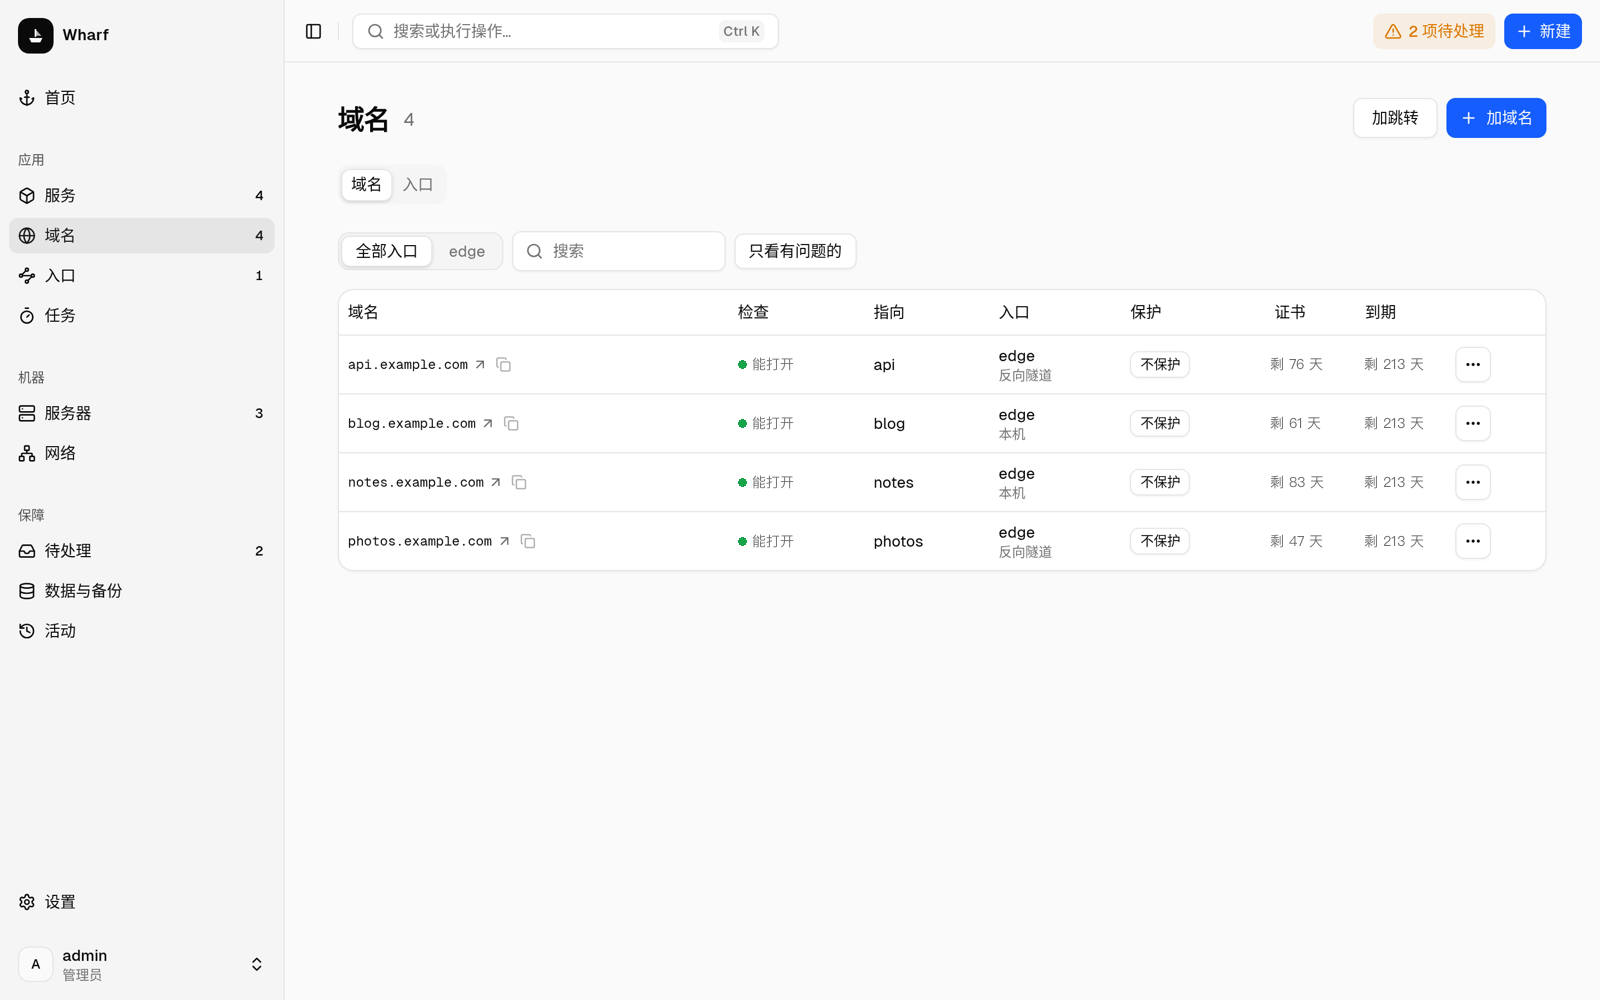 Wharf
搜索或执行操作...
Ctrl K
2 项待处理
新建
首页
应用
服务 4
域名 4
入口 1
任务
机器
服务器 3
网络
保障
待处理 2
数据与备份
活动
设置
A
admin
管理员
域名 4
加跳转
加域名
域名 入口
全部入口 edge
搜索
只看有问题的
域名 检查 指向 入口 保护 证书 到期
api.example.com 能打开 api edge 反向隧道 不保护 剩 76 天 剩 213 天
blog.example.com 能打开 blog edge 本机 不保护 剩 61 天 剩 213 天
notes.example.com 能打开 notes edge 本机 不保护 剩 83 天 剩 213 天
photos.example.com 能打开 photos edge 反向隧道 不保护 剩 47 天 剩 213 天